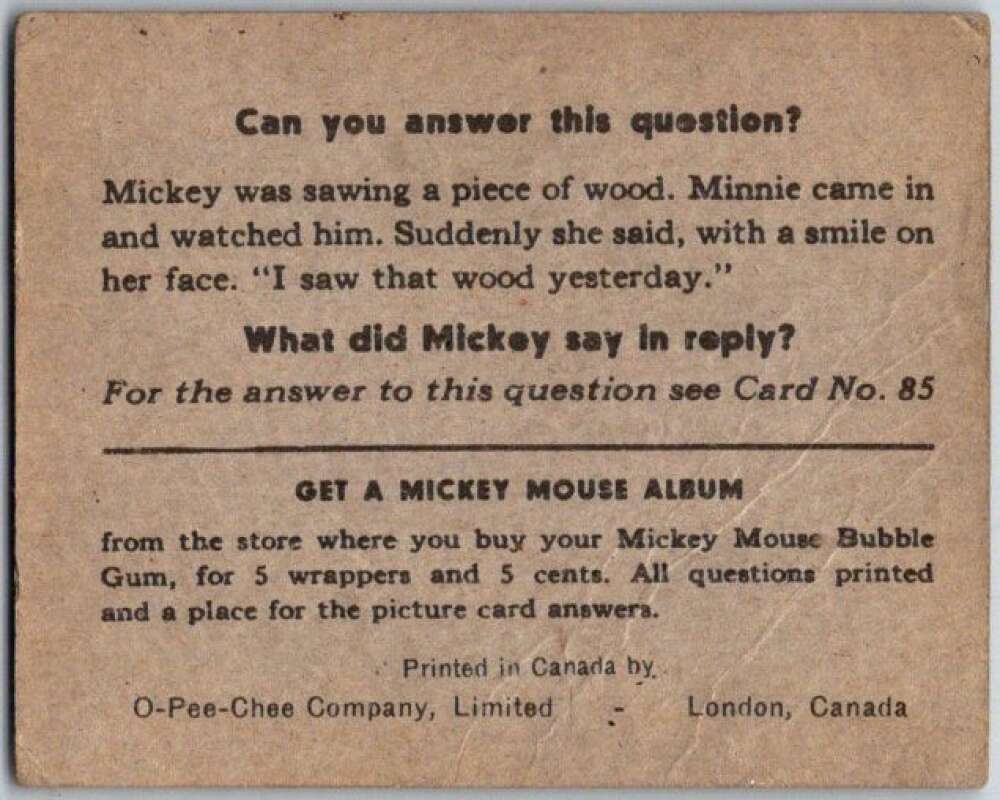 Can you answer this question?
Mickey was sawing a piece of wood. Minnie came in
and watched him. Suddenly she said, with a smile on
her face. "I saw that wood yesterday."
What did Mickey say in reply?
For the answer to this question see Card No. 85
GET A MICKEY MOUSE ALBUM
from the store where you buy your Mickey Mouse Bubble
Gum, for 5 wrappers and 5 cents. All questions printed
and a place for the picture card answers.
Printed in Canada by
O-Pee-Chee Company, Limited - London, Canada